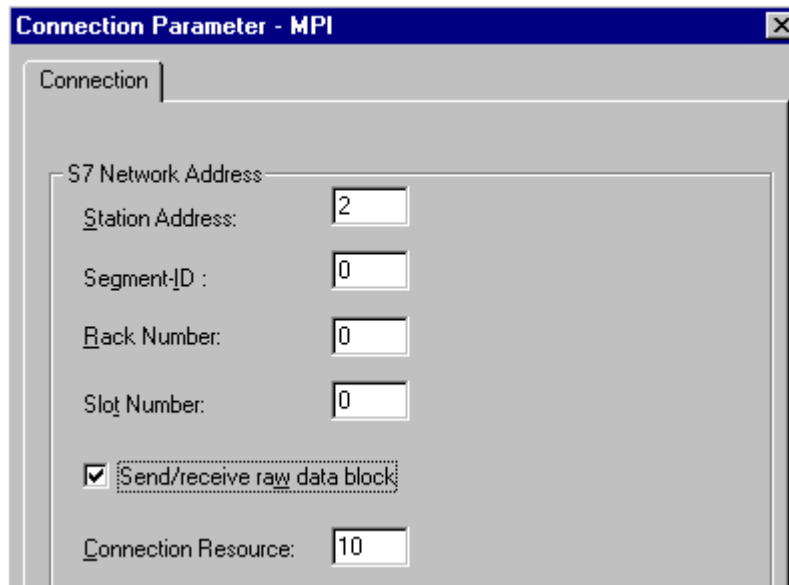 Connection Parameter - MPI
Connection
S7 Network Address
Station Address: 2
Segment-ID : 0
Rack Number: 0
Slot Number: 0
Send/receive raw data block
Connection Resource: 10